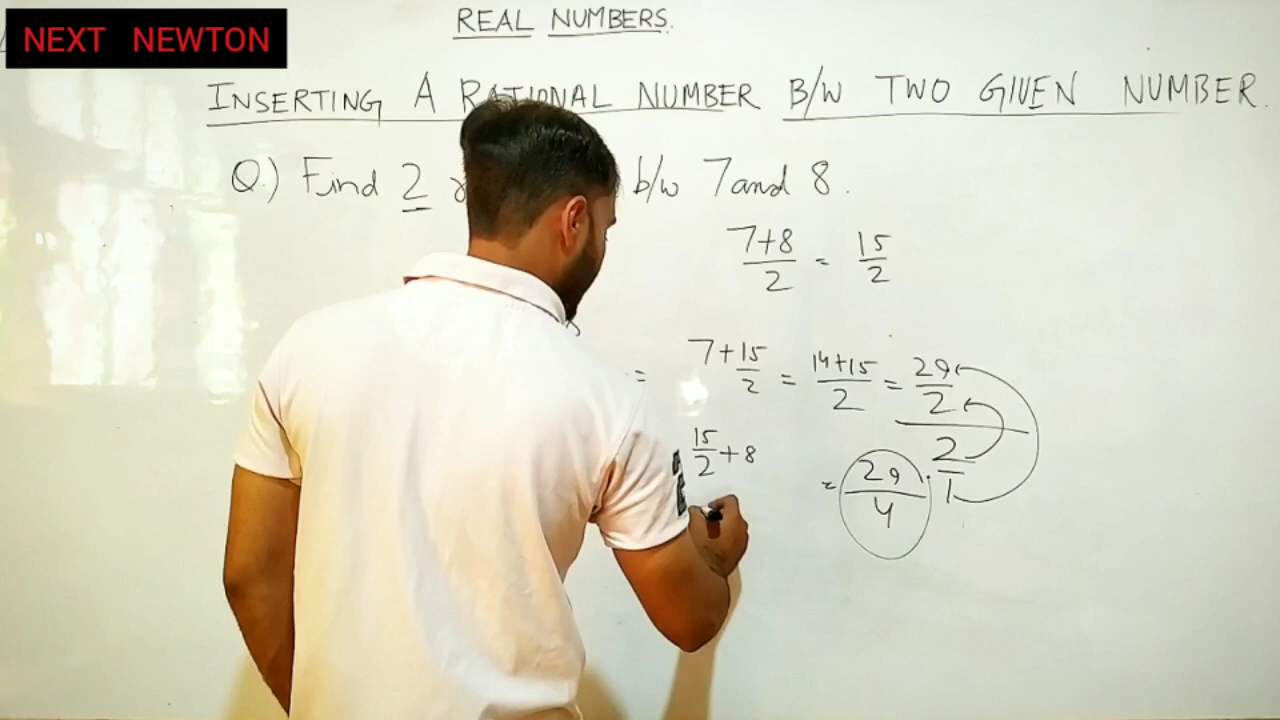 NEXT NEWTON
REAL NUMBERS.
INSERTING A RATIONAL NUMBER B/W TWO GIVEN NUMBER.
Q.) Find 2 b/w 7 and 8.
7+8/2 = 15/2
= 7+15/2 = 14+15/2 = 29/2
2/1
15/2 + 8
= 29/4